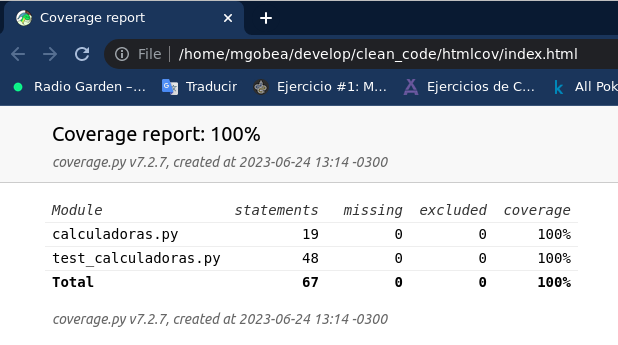 Coverage report
File /home/mgobea/develop/clean_code/htmlcov/index.html
Radio Garden –... Traducir Ejercicio #1: M... Ejercicios de C... k All Pok
Coverage report: 100%
coverage.py v7.2.7, created at 2023-06-24 13:14 -0300
Module statements missing excluded coverage
calculadoras.py 19 0 0 100%
test_calculadoras.py 48 0 0 100%
Total 67 0 0 100%
coverage.py v7.2.7, created at 2023-06-24 13:14 -0300